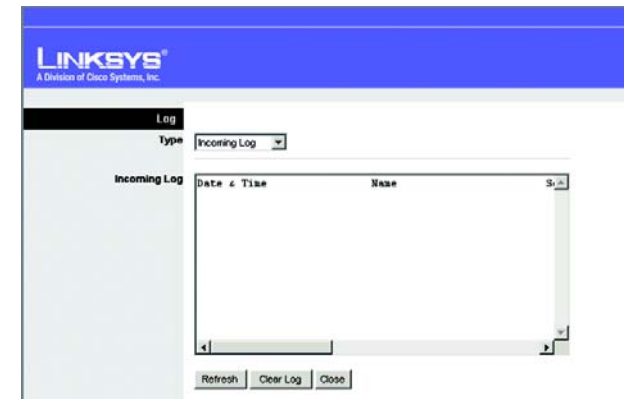 LINKSYS®
A Division of Cisco Systems, Inc.
Log
Type
Incoming Log
Incoming Log
Date & Time Name
Refresh Clear Log Close